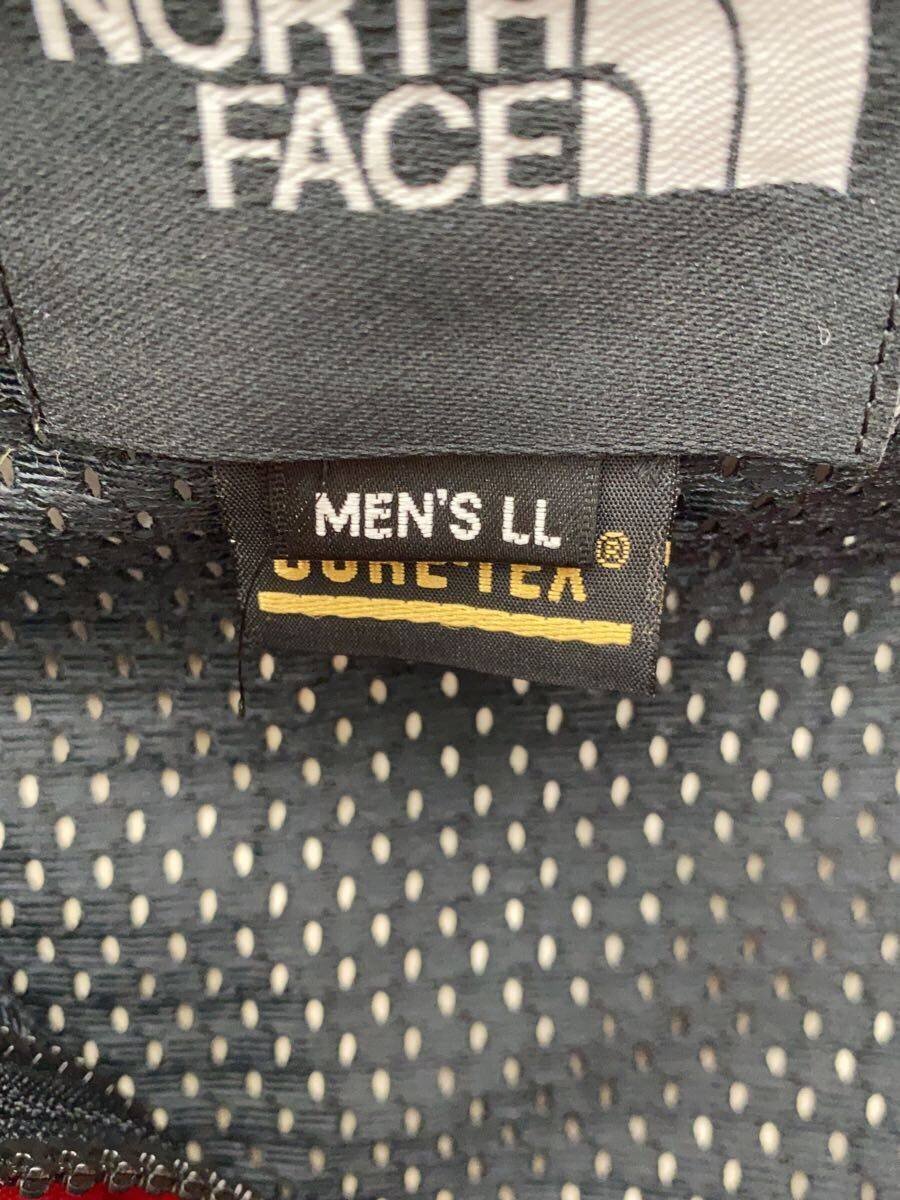 NORTH
FACE
MEN'S LL
GORE-TEX®